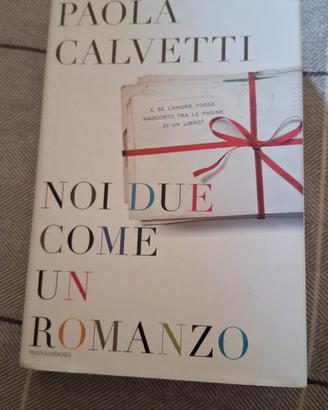 PAOLA
CALVETTI
E SE L'AMORE FOSSE
NASCOSTO TRA LE PAGINE
DI UN LIBRO?
NOI DUE
COME
UN
ROMANZO
MONDADORI